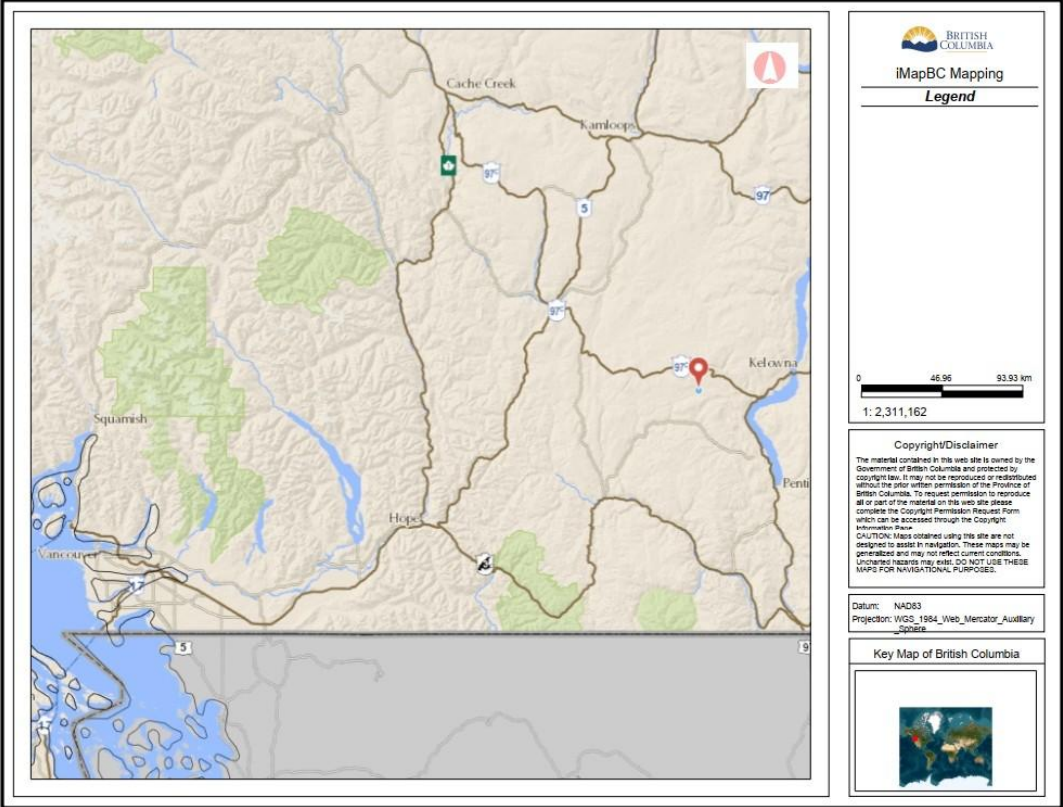 Cache Creek
Kamloops
1
97C
5
97
97C
97C
Kelowna
Squamish
Penti
Hope
3
Vancouver
17
5
9
17
BRITISH
COLUMBIA
iMapBC Mapping
Legend
0 46.96 93.93 km
1: 2,311,162
Copyright/Disclaimer
The material contained in this web site is owned by the
Government of British Columbia and protected by
copyright law. It may not be reproduced or redistributed
without the prior written permission of the Province of
British Columbia. To request permission to reproduce
all or part of the material on this web site please
complete the Copyright Permission Request Form
which can be accessed through the Copyright
Information Page.
CAUTION: Maps obtained using this site are not
designed to assist in navigation. These maps may be
generalized and may not reflect current conditions.
Uncharted hazards may exist. DO NOT USE THESE
MAPS FOR NAVIGATIONAL PURPOSES.
Datum: NAD83
Projection: WGS_1984_Web_Mercator_Auxiliary
_Sphere
Key Map of British Columbia